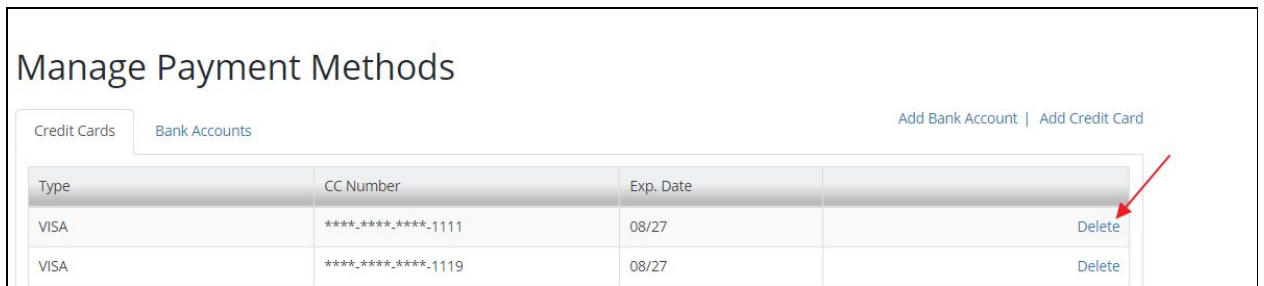 Manage Payment Methods
Credit Cards Bank Accounts Add Bank Account | Add Credit Card
Type CC Number Exp. Date
VISA ****-****-****-1111 08/27 Delete
VISA ****-****-****-1119 08/27 Delete